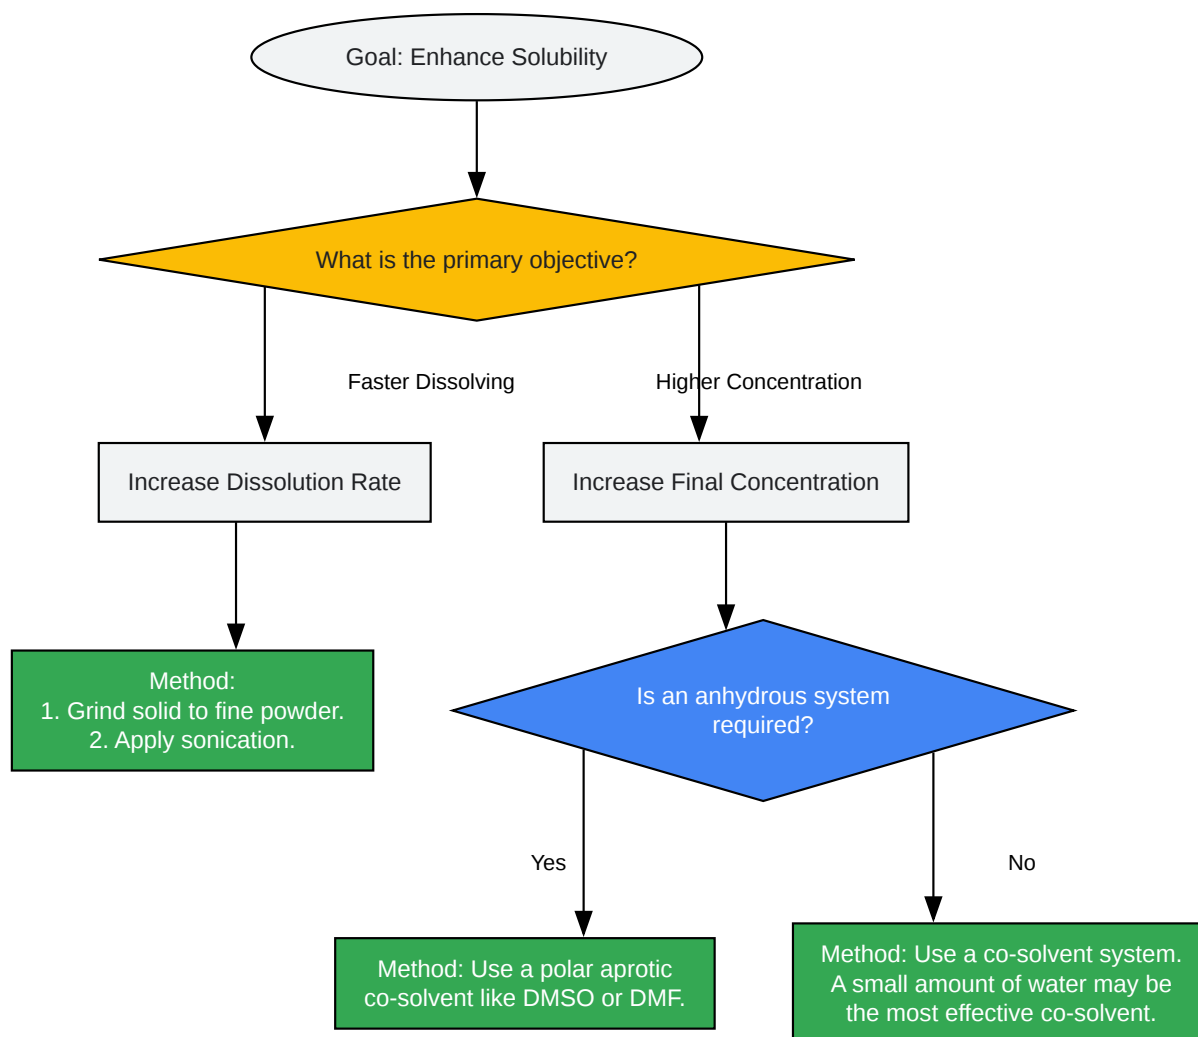 Goal: Enhance Solubility
What is the primary objective?
Faster Dissolving
Higher Concentration
Increase Dissolution Rate
Increase Final Concentration
Method:
1. Grind solid to fine powder.
2. Apply sonication.
Is an anhydrous system
required?
Yes
No
Method: Use a polar aprotic
co-solvent like DMSO or DMF.
Method: Use a co-solvent system.
A small amount of water may be
the most effective co-solvent.